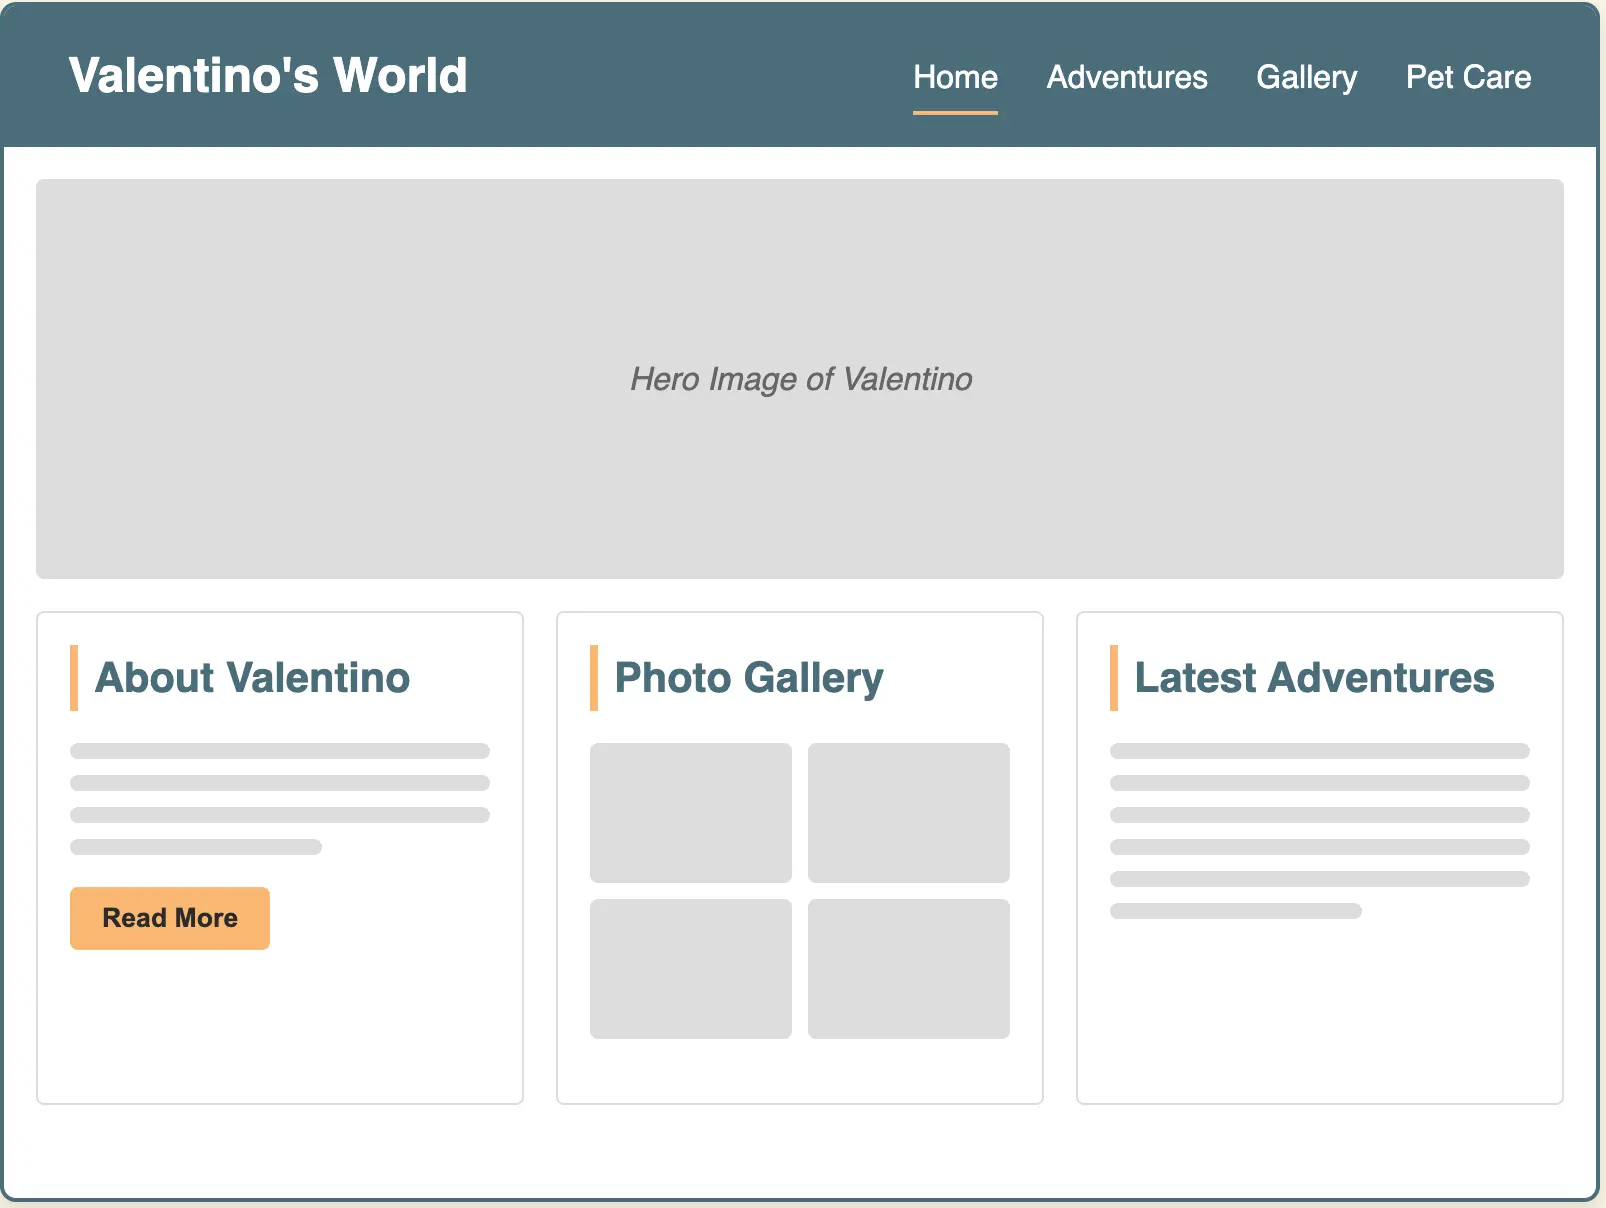 Valentino's World
Home Adventures Gallery Pet Care
Hero Image of Valentino
About Valentino
Read More
Photo Gallery
Latest Adventures